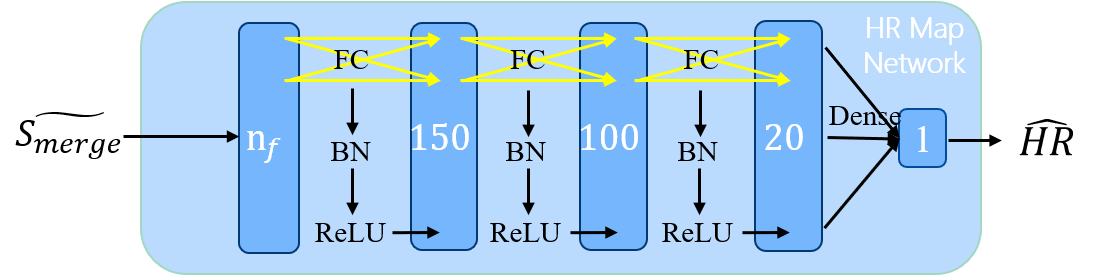 HR Map
Network
FC
FC
FC
$\widetilde{S_{merge}}$
$n_f$
150
100
20
Dense
1
$\widehat{HR}$
BN
BN
BN
ReLU
ReLU
ReLU